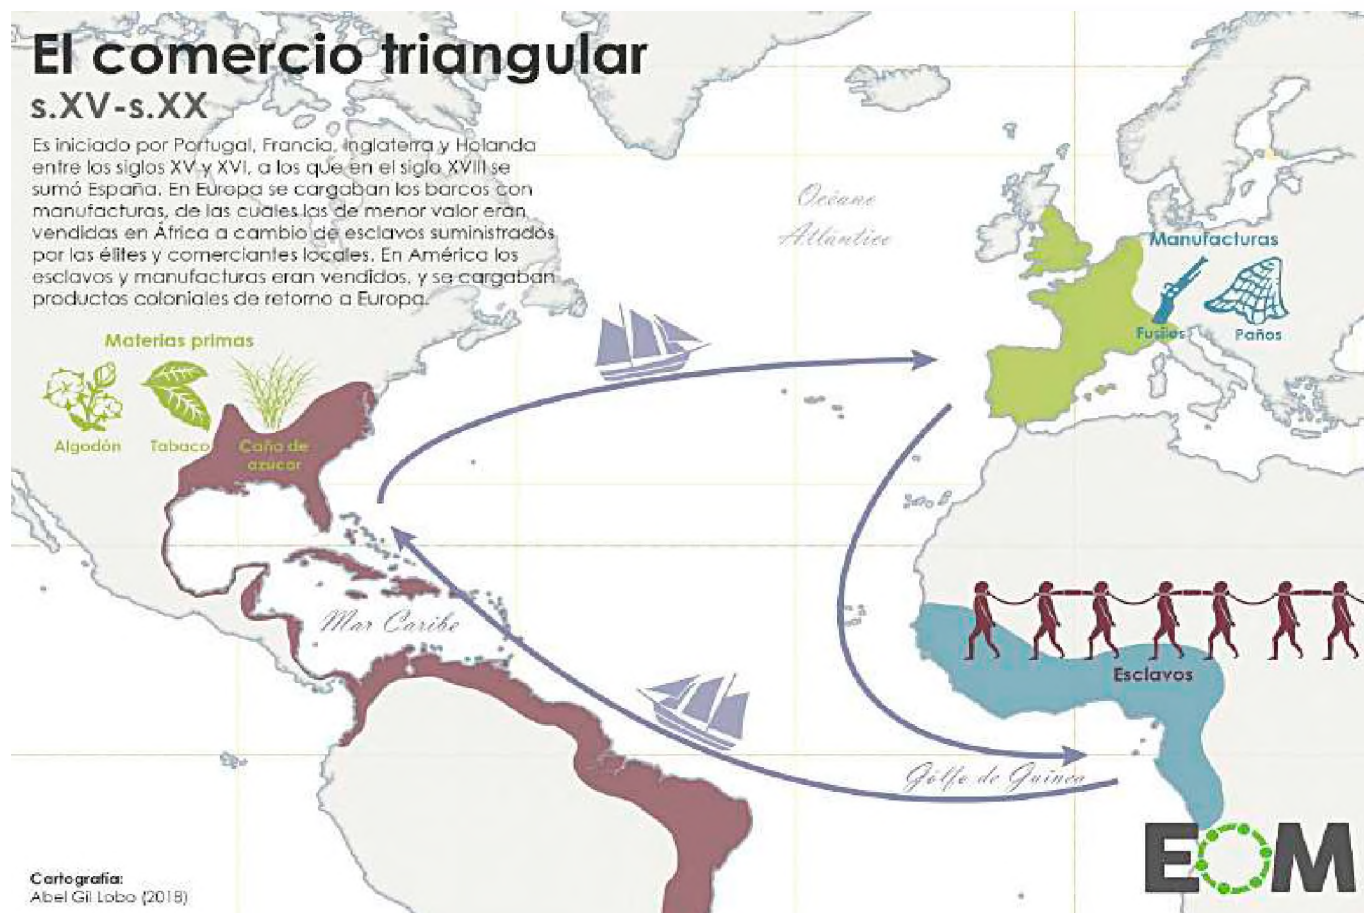 El comercio triangular
s.XV-s.XX
Es iniciado por Portugal, Francia, Inglaterra y Holanda
entre los siglos XV y XVI, a los que en el siglo XVIII se
sumó España. En Europa se cargaban los barcos con
manufacturas, de las cuales las de menor valor eran
vendidas en África a cambio de esclavos suministrados
por las élites y comerciantes locales. En América los
esclavos y manufacturas eran vendidos, y se cargaban
productos coloniales de retorno a Europa.
Océano
Atlántico
Manufacturas
Fusiles
Paños
Materias primas
Algodón
Tabaco
Caña de
azúcar
Mar Caribe
Esclavos
Golfo de Guinea
EOM
Cartografía:
Abel Gil Lobo (2018)